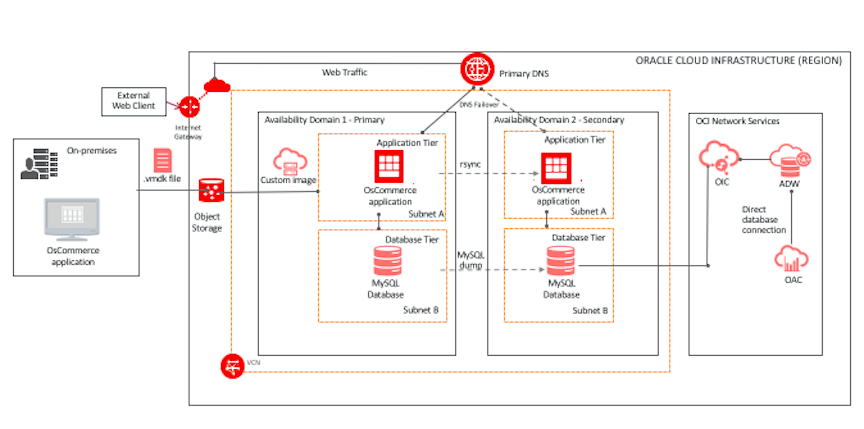 ORACLE CLOUD INFRASTRUCTURE (REGION)
Web Traffic
Primary DNS
External
Web Client
Internet
Gateway
DNS Failover
Availability Domain 1 - Primary
Availability Domain 2 - Secondary
OCI Network Services
On-premises
.vmdk file
OsCommerce
application
Object
Storage
Custom image
Application Tier
OsCommerce
application
Subnet A
rsync
Application Tier
OsCommerce
application
Subnet A
Database Tier
MySQL
Database
Subnet B
MySQL
dump
Database Tier
MySQL
Database
Subnet B
OIC
ADW
Direct
database
connection
OAC
VCN